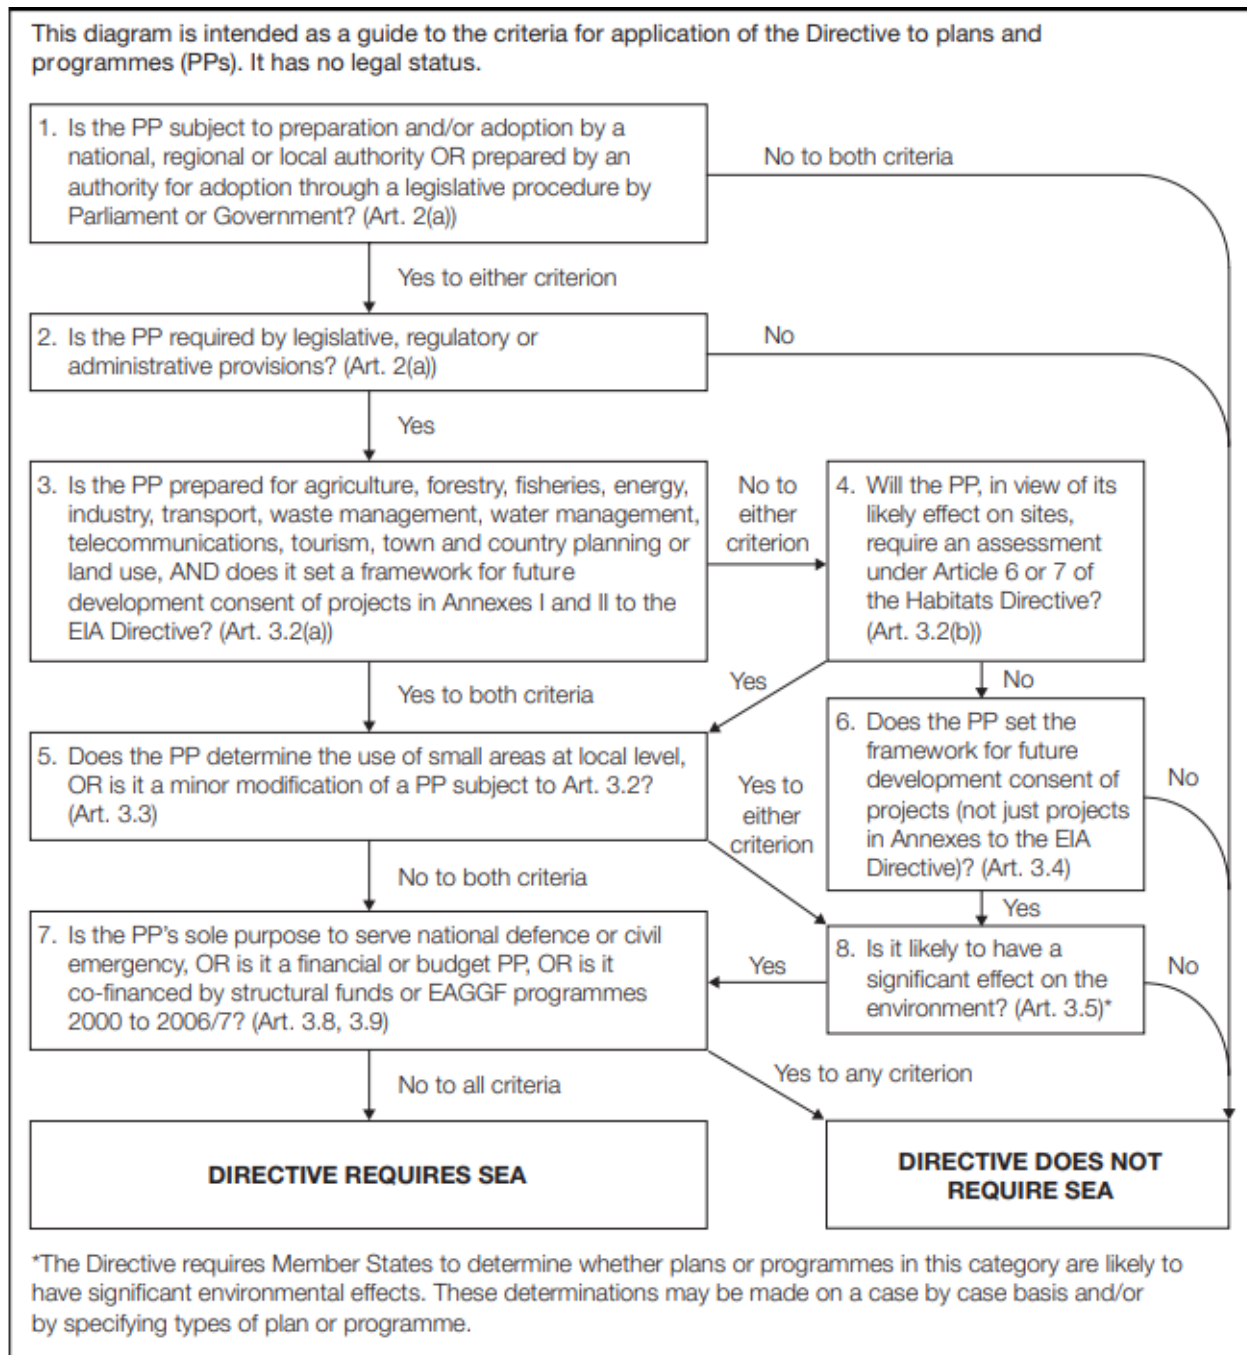 This diagram is intended as a guide to the criteria for application of the Directive to plans and
programmes (PPs). It has no legal status.
1. Is the PP subject to preparation and/or adoption by a
national, regional or local authority OR prepared by an
authority for adoption through a legislative procedure by
Parliament or Government? (Art. 2(a))
No to both criteria
Yes to either criterion
2. Is the PP required by legislative, regulatory or
administrative provisions? (Art. 2(a))
No
Yes
3. Is the PP prepared for agriculture, forestry, fisheries, energy,
industry, transport, waste management, water management,
telecommunications, tourism, town and country planning or
land use, AND does it set a framework for future
development consent of projects in Annexes I and II to the
EIA Directive? (Art. 3.2(a))
No to
either
criterion
4. Will the PP, in view of its
likely effect on sites,
require an assessment
under Article 6 or 7 of
the Habitats Directive?
(Art. 3.2(b))
Yes to both criteria
Yes
No
5. Does the PP determine the use of small areas at local level,
OR is it a minor modification of a PP subject to Art. 3.2?
(Art. 3.3)
Yes to
either
criterion
6. Does the PP set the
framework for future
development consent of
projects (not just projects
in Annexes to the EIA
Directive)? (Art. 3.4)
No
No to both criteria
Yes
7. Is the PP's sole purpose to serve national defence or civil
emergency, OR is it a financial or budget PP, OR is it
co-financed by structural funds or EAGGF programmes
2000 to 2006/7? (Art. 3.8, 3.9)
Yes
8. Is it likely to have a
significant effect on the
environment? (Art. 3.5)*
No
No to all criteria
Yes to any criterion
DIRECTIVE REQUIRES SEA
DIRECTIVE DOES NOT
REQUIRE SEA
*The Directive requires Member States to determine whether plans or programmes in this category are likely to
have significant environmental effects. These determinations may be made on a case by case basis and/or
by specifying types of plan or programme.